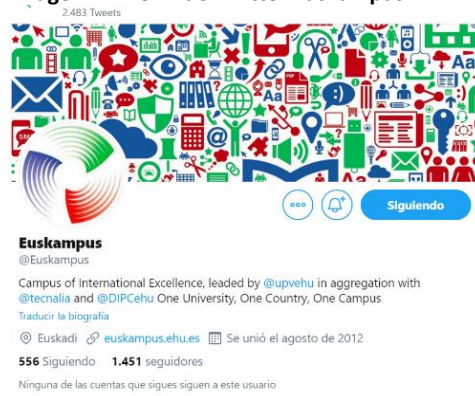 2.483 Tweets
Siguiendo
Euskampus
@Euskampus
Campus of International Excellence, leaded by @upvehu in aggregation with
@tecnalia and @DIPCehu One University, One Country, One Campus
Traducir la biografía
Euskadi euskampus.ehu.es Se unió el agosto de 2012
556 Siguiendo 1.451 seguidores
Ninguna de las cuentas que sigues siguen a este usuario